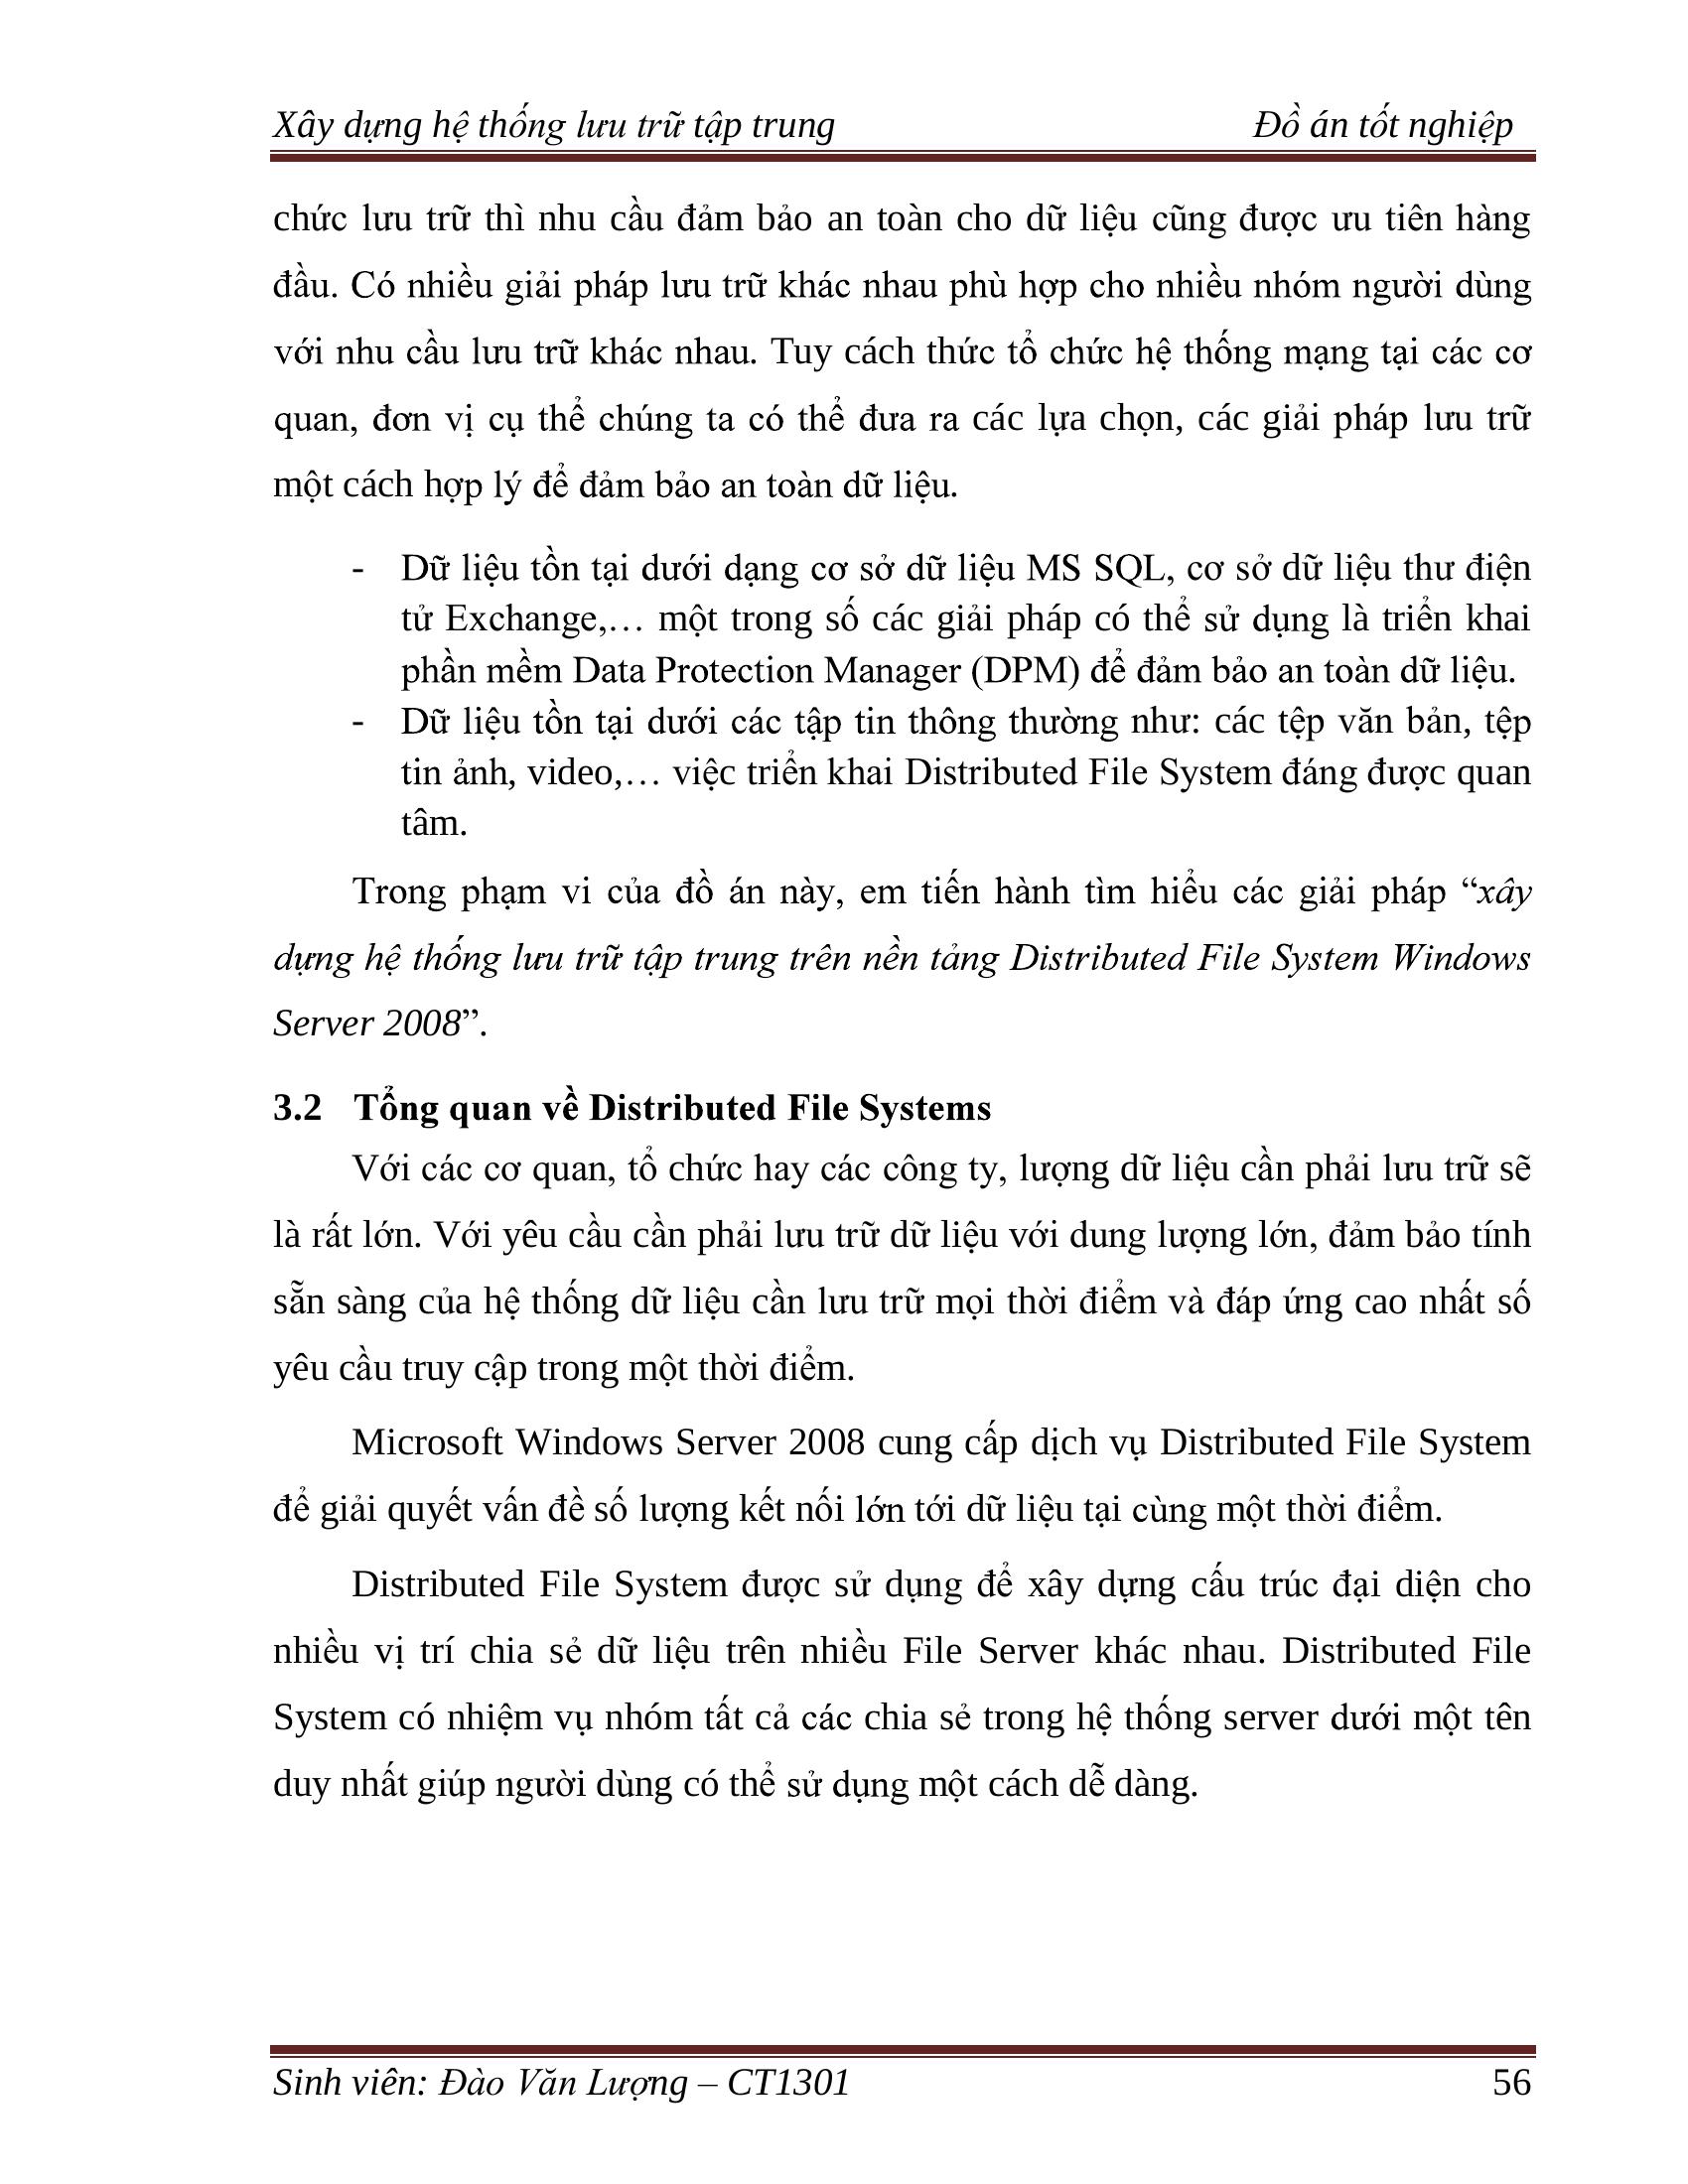 Xây dựng hệ thống lưu trữ tập trung Đồ án tốt nghiệp
chức lưu trữ thì nhu cầu đảm bảo an toàn cho dữ liệu cũng được ưu tiên hàng
đầu. Có nhiều giải pháp lưu trữ khác nhau phù hợp cho nhiều nhóm người dùng
với nhu cầu lưu trữ khác nhau. Tuy cách thức tổ chức hệ thống mạng tại các cơ
quan, đơn vị cụ thể chúng ta có thể đưa ra các lựa chọn, các giải pháp lưu trữ
một cách hợp lý để đảm bảo an toàn dữ liệu.
- Dữ liệu tồn tại dưới dạng cơ sở dữ liệu MS SQL, cơ sở dữ liệu thư điện
tử Exchange,… một trong số các giải pháp có thể sử dụng là triển khai
phần mềm Data Protection Manager (DPM) để đảm bảo an toàn dữ liệu.
- Dữ liệu tồn tại dưới các tập tin thông thường như: các tệp văn bản, tệp
tin ảnh, video,… việc triển khai Distributed File System đáng được quan
tâm.
Trong phạm vi của đồ án này, em tiến hành tìm hiểu các giải pháp “xây
dựng hệ thống lưu trữ tập trung trên nền tảng Distributed File System Windows
Server 2008”.
3.2 Tổng quan về Distributed File Systems
Với các cơ quan, tổ chức hay các công ty, lượng dữ liệu cần phải lưu trữ sẽ
là rất lớn. Với yêu cầu cần phải lưu trữ dữ liệu với dung lượng lớn, đảm bảo tính
sẵn sàng của hệ thống dữ liệu cần lưu trữ mọi thời điểm và đáp ứng cao nhất số
yêu cầu truy cập trong một thời điểm.
Microsoft Windows Server 2008 cung cấp dịch vụ Distributed File System
để giải quyết vấn đề số lượng kết nối lớn tới dữ liệu tại cùng một thời điểm.
Distributed File System được sử dụng để xây dựng cấu trúc đại diện cho
nhiều vị trí chia sẻ dữ liệu trên nhiều File Server khác nhau. Distributed File
System có nhiệm vụ nhóm tất cả các chia sẻ trong hệ thống server dưới một tên
duy nhất giúp người dùng có thể sử dụng một cách dễ dàng.
Sinh viên: Đào Văn Lượng – CT1301 56